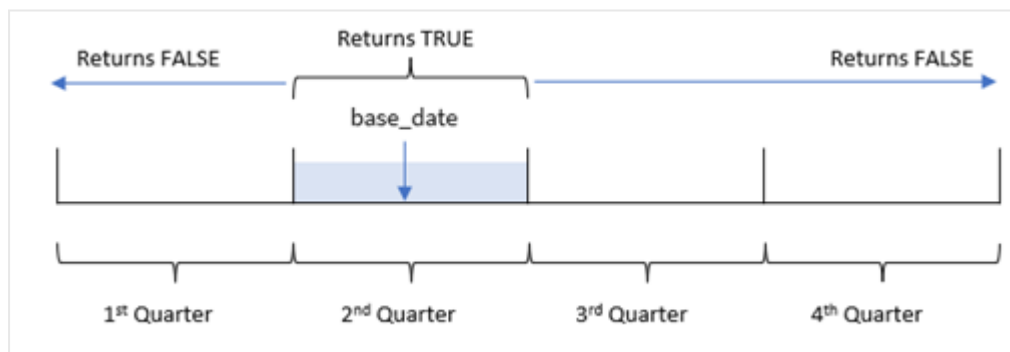 Returns TRUE
Returns FALSE
Returns FALSE
base_date
1st Quarter
2nd Quarter
3rd Quarter
4th Quarter